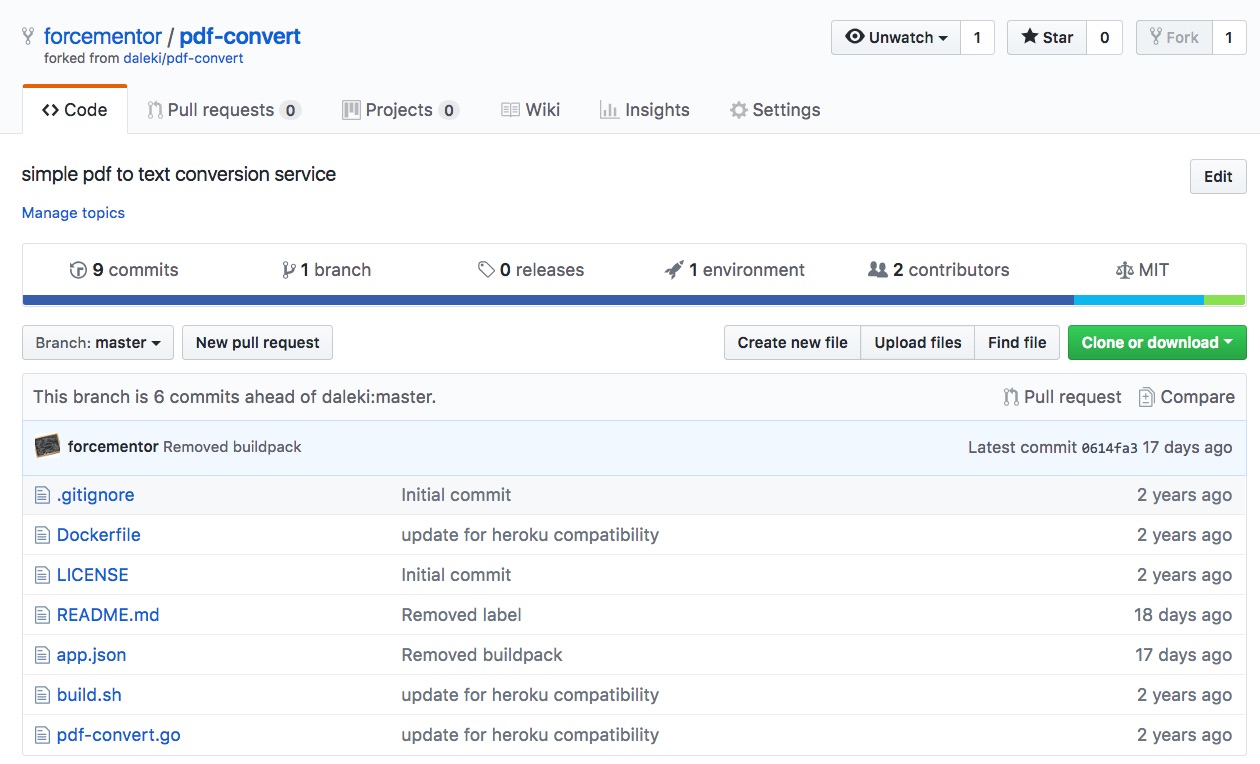 forcementor / pdf-convert
Unwatch 1 Star 0 Fork 1
forked from daleki/pdf-convert
Code Pull requests 0 Projects 0 Wiki Insights Settings
simple pdf to text conversion service
Edit
Manage topics
9 commits 1 branch 0 releases 1 environment 2 contributors MIT
Branch: master New pull request Create new file Upload files Find file Clone or download
This branch is 6 commits ahead of daleki:master. Pull request Compare
forcementor Removed buildpack Latest commit 0614fa3 17 days ago
.gitignore Initial commit 2 years ago
Dockerfile update for heroku compatibility 2 years ago
LICENSE Initial commit 2 years ago
README.md Removed label 18 days ago
app.json Removed buildpack 17 days ago
build.sh update for heroku compatibility 2 years ago
pdf-convert.go update for heroku compatibility 2 years ago